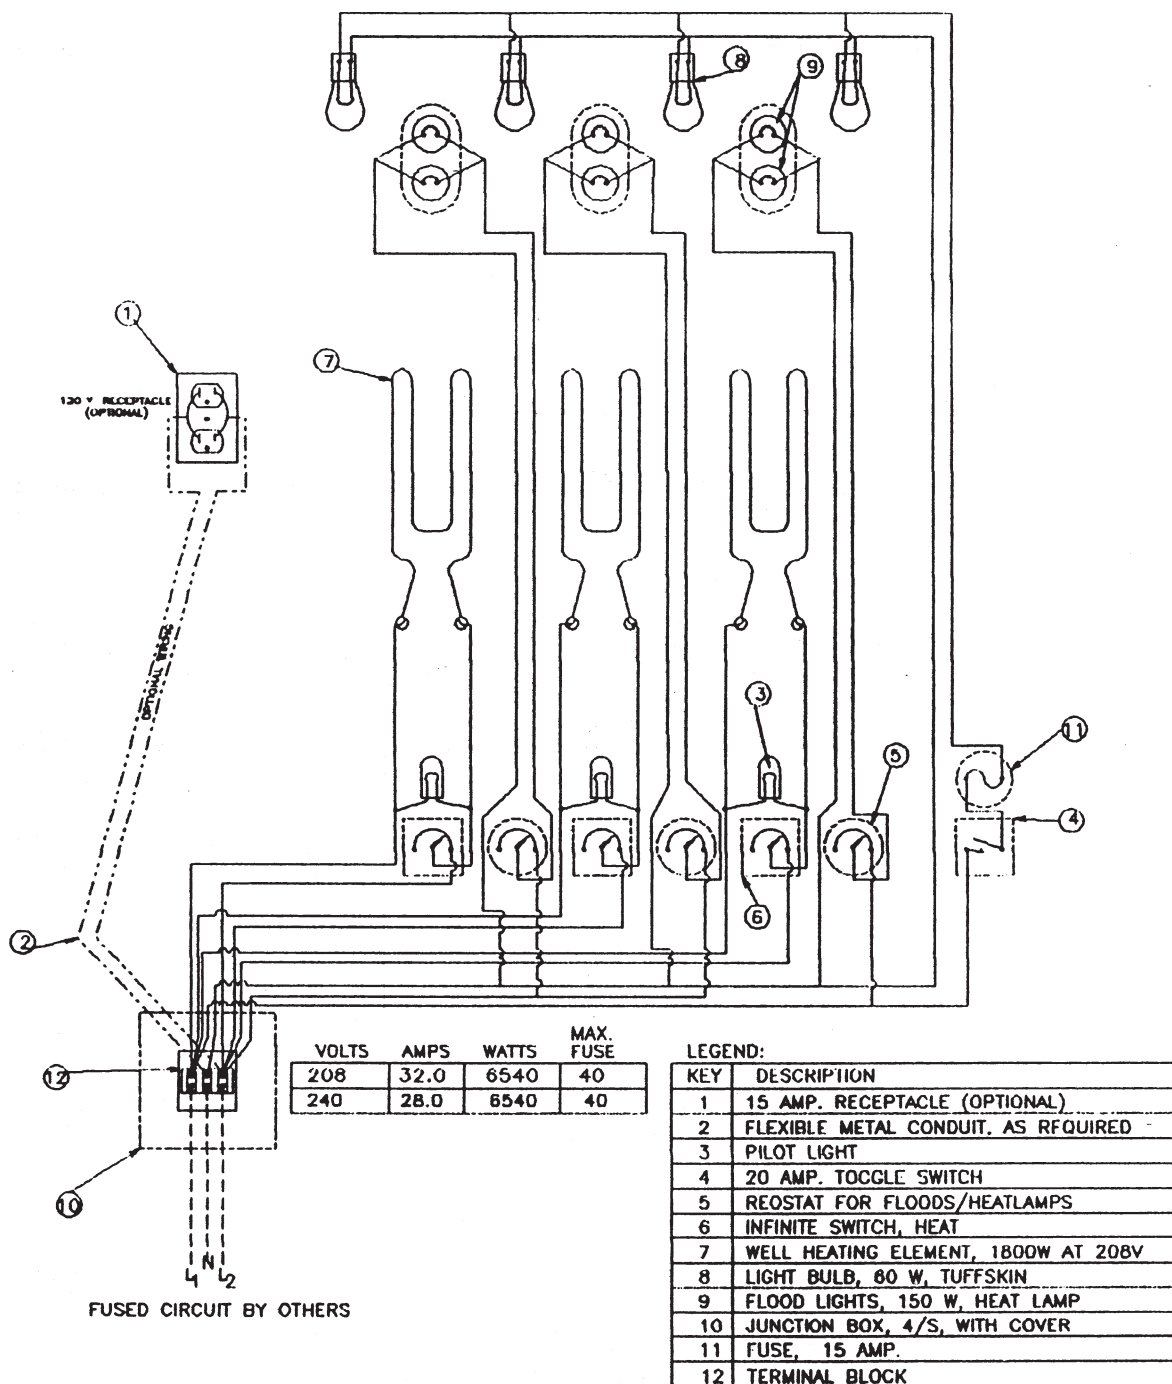 8
9
1
7
120 V RECEPTACLE
(OPTIONAL)
OPTIONAL WIRING
3
11
5
4
6
2
12
10
L1 N L2
FUSED CIRCUIT BY OTHERS
VOLTS AMPS WATTS MAX. FUSE
208 32.0 6540 40
240 28.0 6540 40
LEGEND:
KEY DESCRIPTION
1 15 AMP. RECEPTACLE (OPTIONAL)
2 FLEXIBLE METAL CONDUIT. AS REQUIRED
3 PILOT LIGHT
4 20 AMP. TOGGLE SWITCH
5 REOSTAT FOR FLOODS/HEATLAMPS
6 INFINITE SWITCH, HEAT
7 WELL HEATING ELEMENT, 1800W AT 208V
8 LIGHT BULB, 60 W, TUFFSKIN
9 FLOOD LIGHTS, 150 W, HEAT LAMP
10 JUNCTION BOX, 4/S, WITH COVER
11 FUSE, 15 AMP.
12 TERMINAL BLOCK